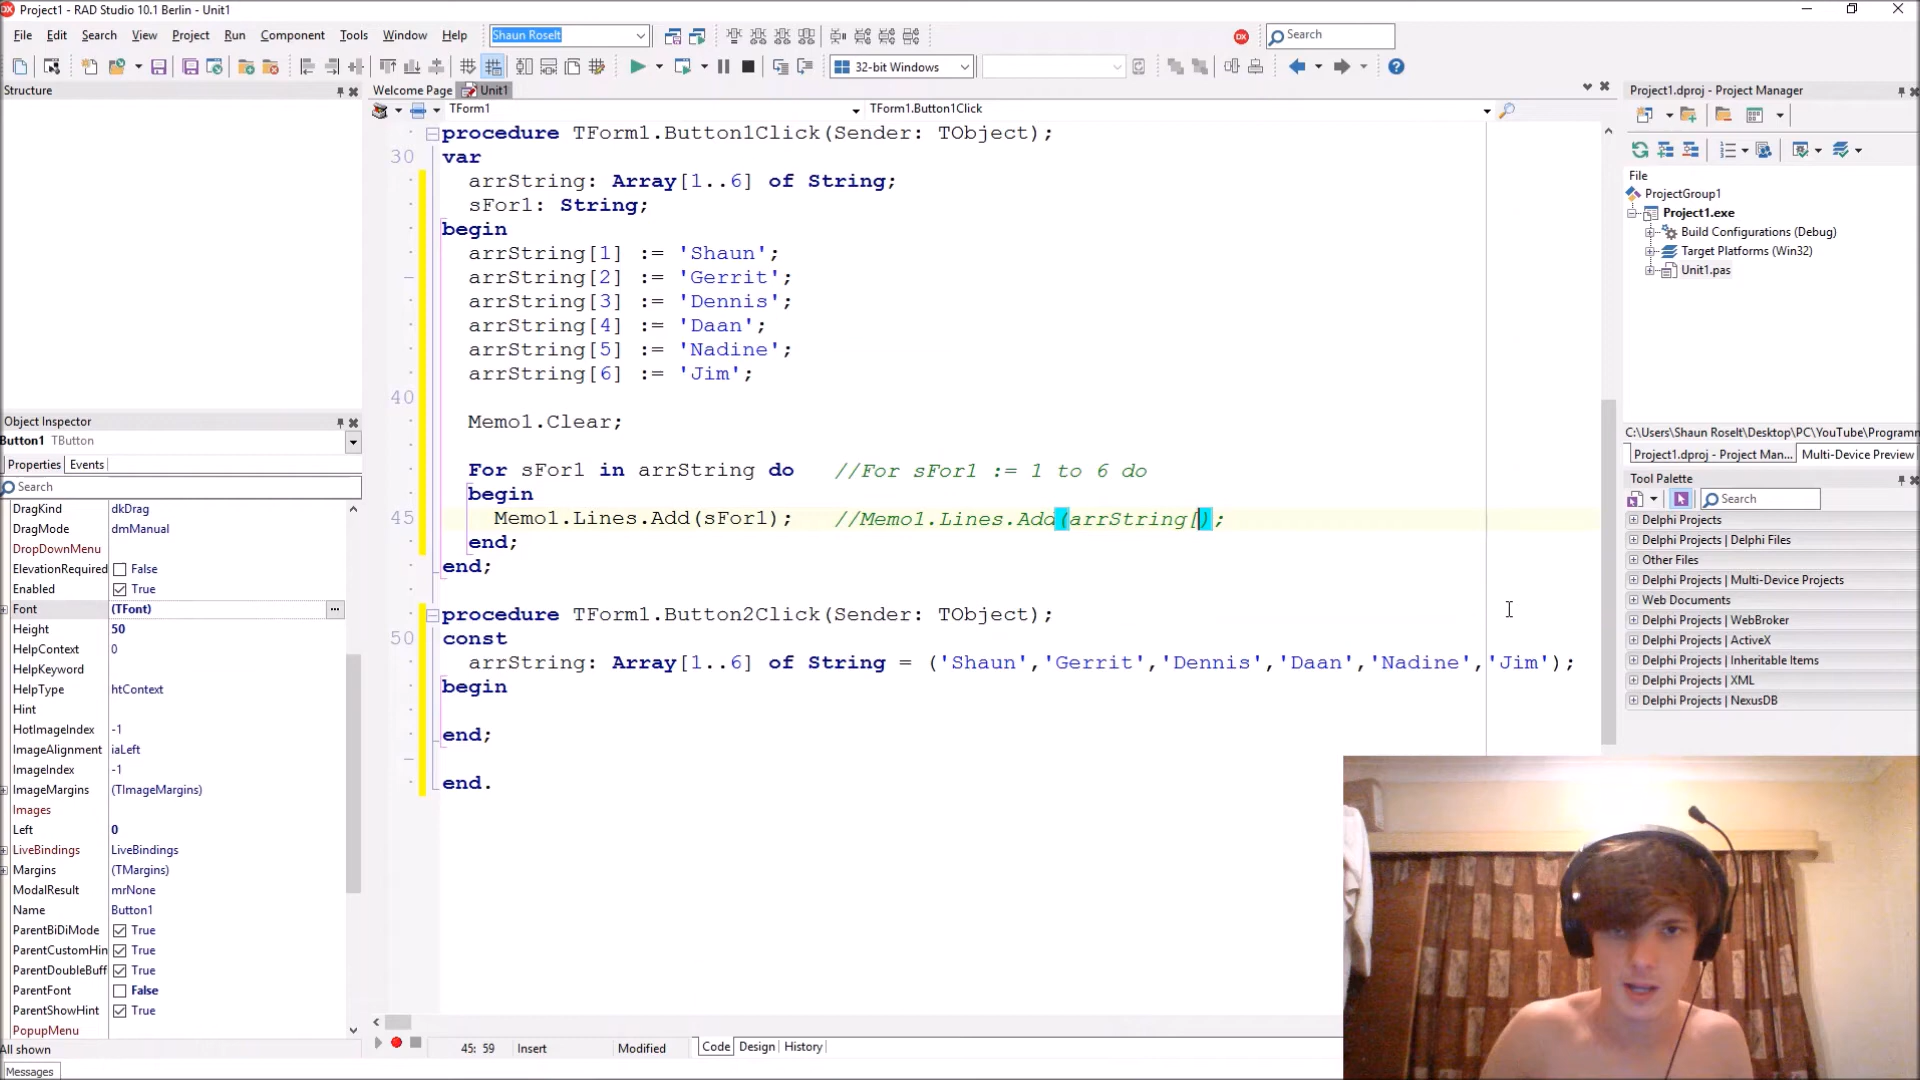 Project1 - RAD Studio 10.1 Berlin - Unit1
File Edit Search View Project Run Component Tools Window Help Shaun Roselt Search
32-bit Windows
Structure
Welcome Page Unit1
TForm1 TForm1.Button1Click
procedure TForm1.Button1Click(Sender: TObject);
30 var
arrString: Array[1..6] of String;
sFor1: String;
begin
arrString[1] := 'Shaun';
arrString[2] := 'Gerrit';
arrString[3] := 'Dennis';
arrString[4] := 'Daan';
arrString[5] := 'Nadine';
arrString[6] := 'Jim';
40
Memo1.Clear;
For sFor1 in arrString do //For sFor1 := 1 to 6 do
begin
45 Memo1.Lines.Add(sFor1); //Memo1.Lines.Add(arrString[);
end;
end;
procedure TForm1.Button2Click(Sender: TObject);
50 const
arrString: Array[1..6] of String = ('Shaun','Gerrit','Dennis','Daan','Nadine','Jim');
begin
end;
end.
45: 59 Insert Modified Code Design History
Object Inspector
Button1 TButton
Properties Events
Search
DragKind dkDrag
DragMode dmManual
DropDownMenu
ElevationRequired False
Enabled True
Font (TFont)
Height 50
HelpContext 0
HelpKeyword
HelpType htContext
Hint
HotImageIndex -1
ImageAlignment iaLeft
ImageIndex -1
ImageMargins (TImageMargins)
Images
Left 0
LiveBindings LiveBindings
Margins (TMargins)
ModalResult mrNone
Name Button1
ParentBiDiMode True
ParentCustomHin True
ParentDoubleBuff True
ParentFont False
ParentShowHint True
PopupMenu
All shown
Messages
Project1.dproj - Project Manager
File
ProjectGroup1
Project1.exe
Build Configurations (Debug)
Target Platforms (Win32)
Unit1.pas
C:\Users\Shaun Roselt\Desktop\PC\YouTube\Programm
Project1.dproj - Project Man... Multi-Device Preview
Tool Palette
Search
Delphi Projects
Delphi Projects | Delphi Files
Other Files
Delphi Projects | Multi-Device Projects
Web Documents
Delphi Projects | WebBroker
Delphi Projects | ActiveX
Delphi Projects | Inheritable Items
Delphi Projects | XML
Delphi Projects | NexusDB